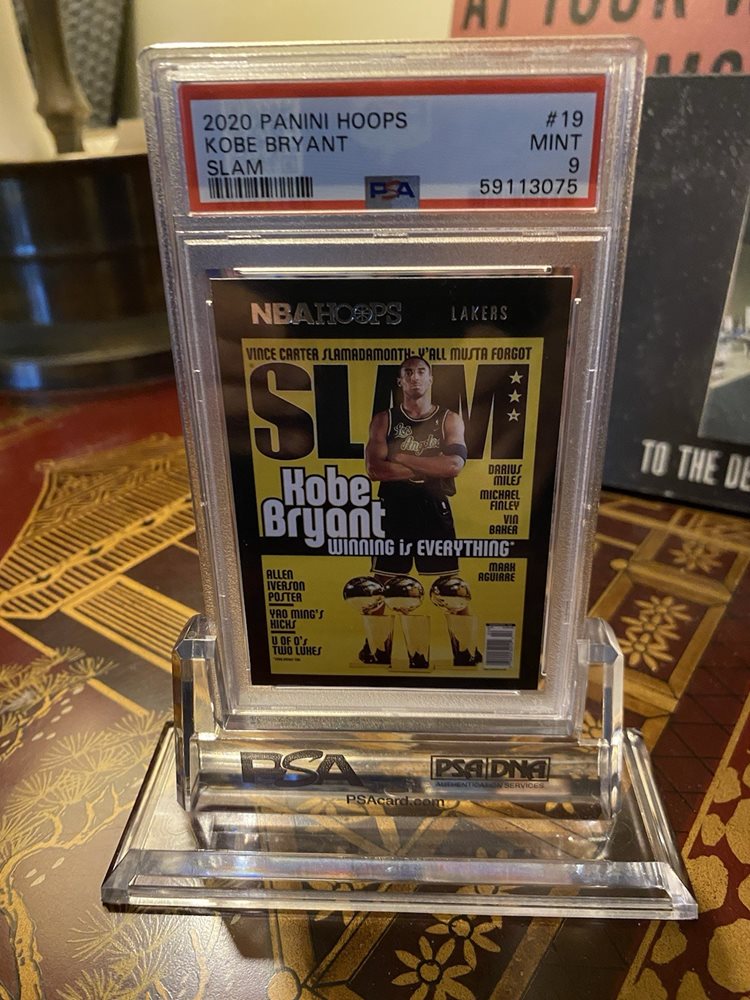 AT YOUR
2020 PANINI HOOPS #19
KOBE BRYANT MINT
SLAM 9
PSA 59113075
NBA HOOPS LAKERS
VINCE CARTER SLAMADAMONTH: Y'ALL MUSTA FORGOT
SLAM
Los
Angeles
Kobe
Bryant
WINNING is EVERYTHING*
DARIUS
MILES
MICHAEL
FINLEY
VIN
BAKER
MARK
AGUIRRE
ALLEN
IVERSON
POSTER
YAO MING'S
KICKS
U OF O's
TWO LUKES
TO THE DE
PSA PSA DNA
AUTHENTICATION SERVICES
PSAcard.com